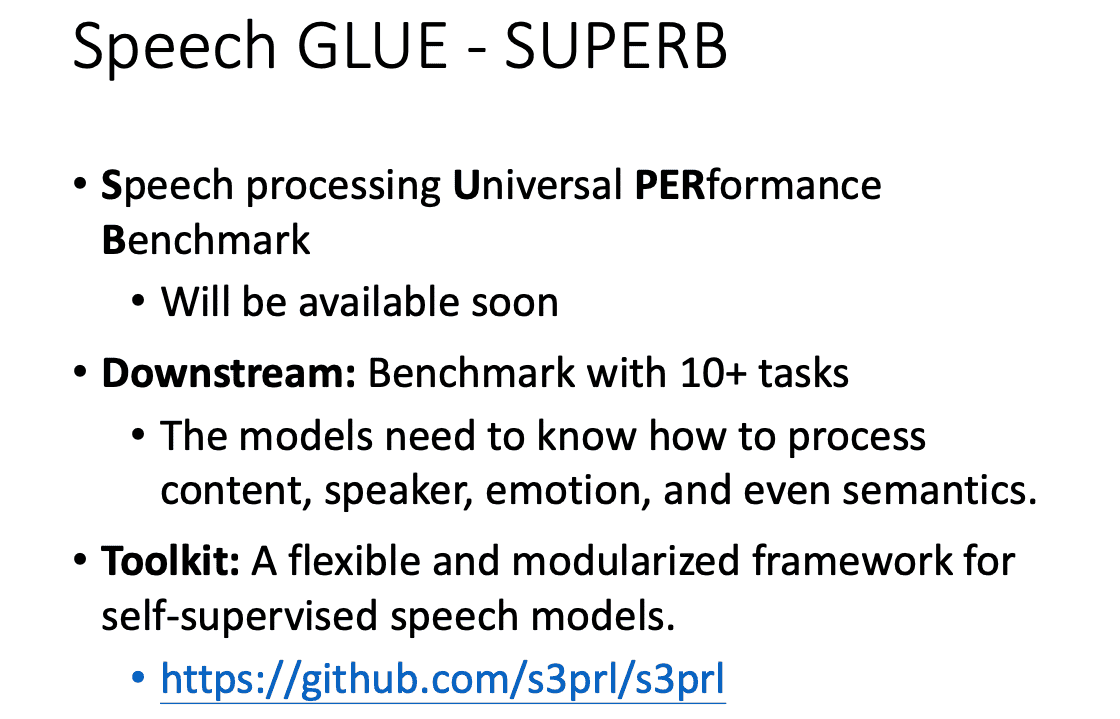 Speech GLUE - SUPERB
• Speech processing Universal PERformance
Benchmark
• Will be available soon
• Downstream: Benchmark with 10+ tasks
• The models need to know how to process
content, speaker, emotion, and even semantics.
• Toolkit: A flexible and modularized framework for
self-supervised speech models.
• https://github.com/s3prl/s3prl